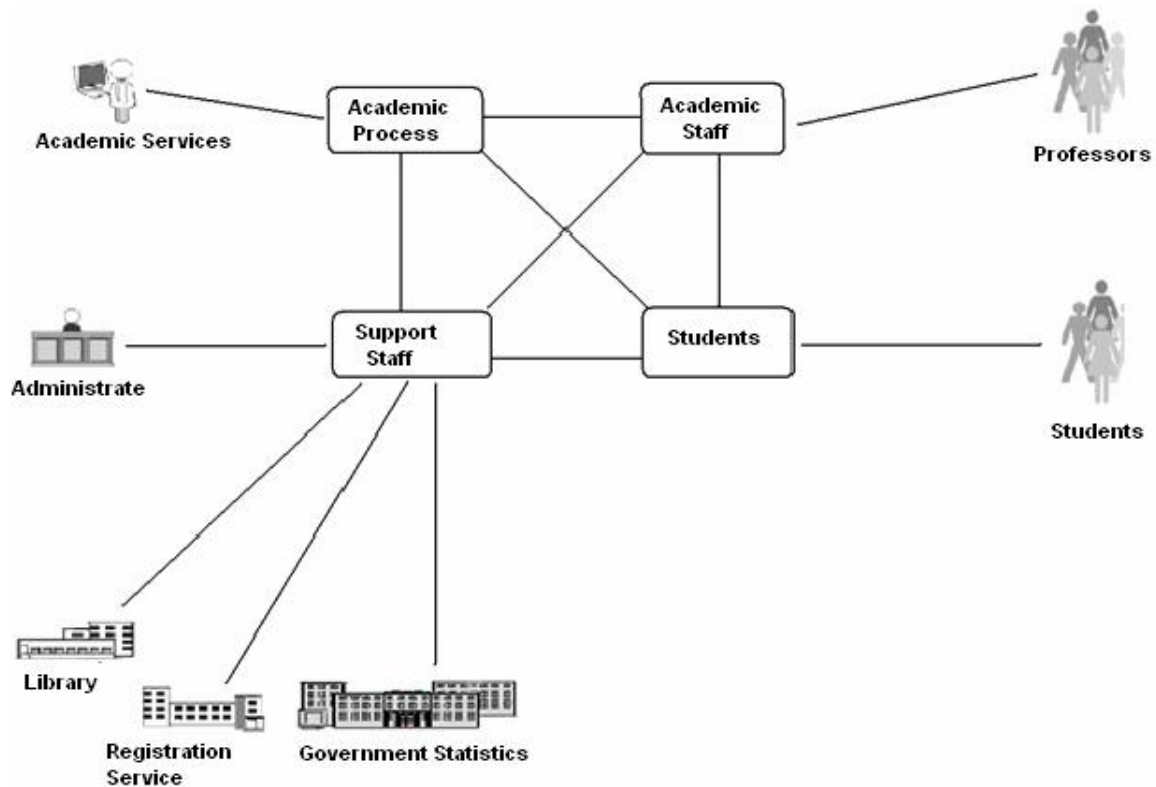 Academic Services
Academic
Process
Academic
Staff
Professors
Administrate
Support
Staff
Students
Students
Library
Registration
Service
Government Statistics